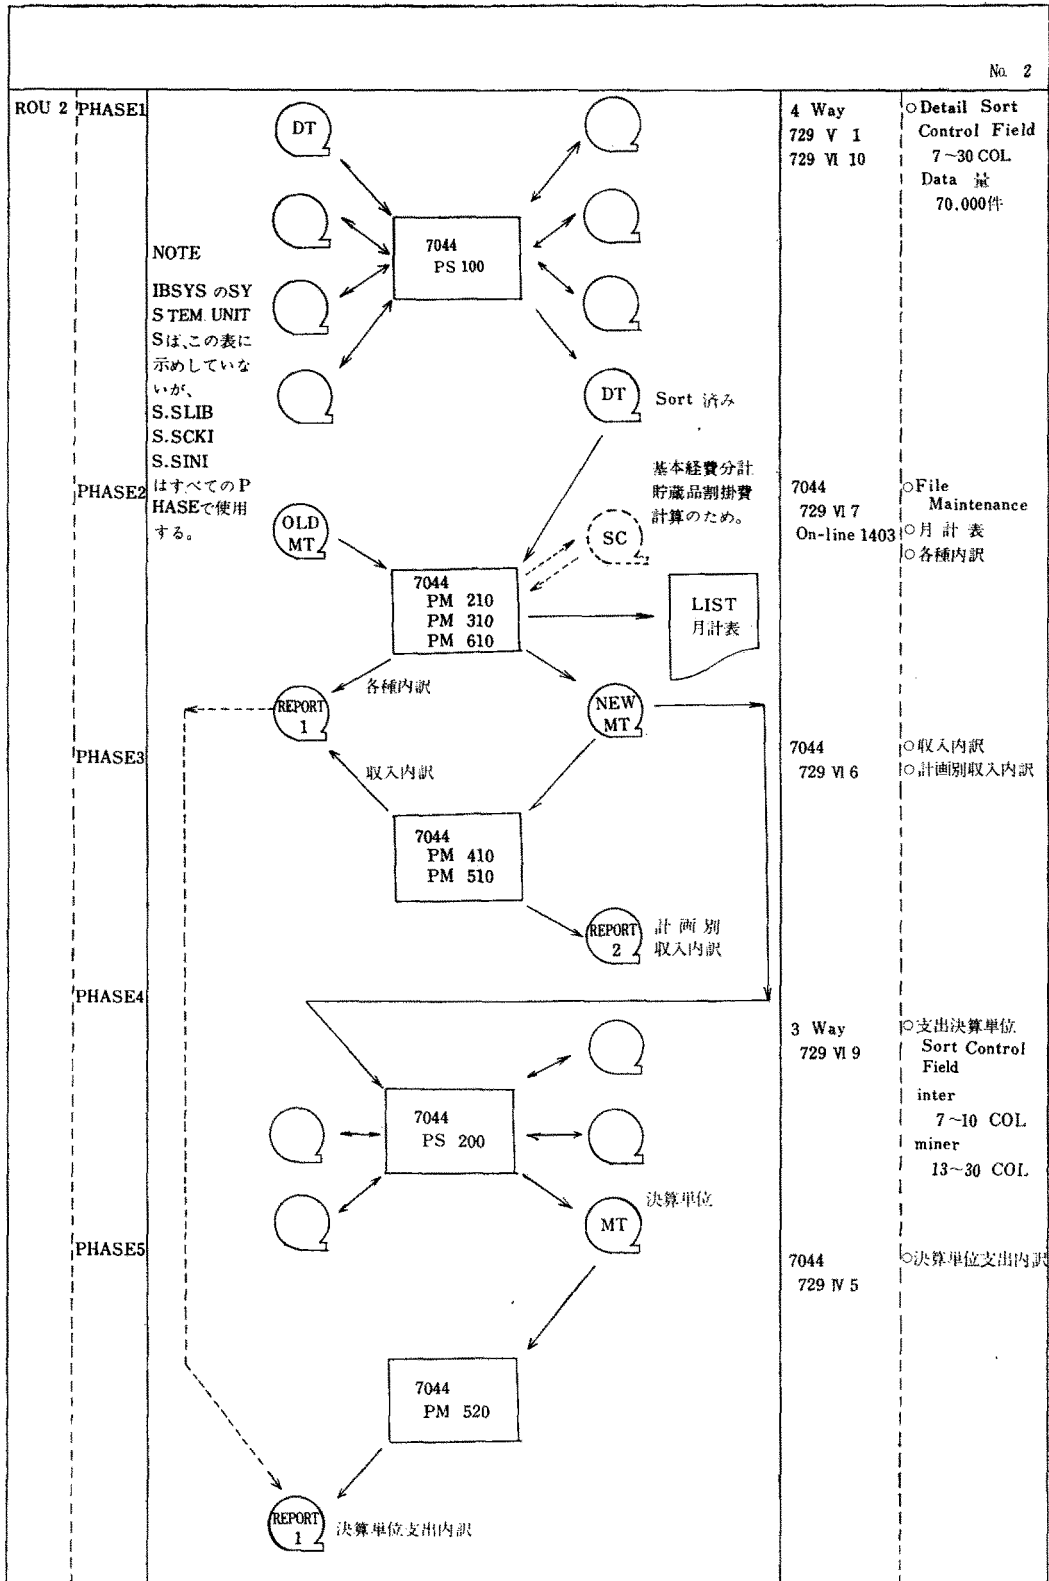 No. 2
ROU 2
PHASE1
DT
7044
PS 100
DT
Sort 済み
4 Way
729 V 1
729 VI 10
○Detail Sort
Control Field
7~30 COL
Data 量
70.000件
NOTE
IBSYS のSY
STEM. UNIT
Sは、この表に
示めしていな
いが、
S.SLIB
S.SCKI
S.SINI
はすべてのP
HASEで使用
する。
PHASE2
OLD
MT
基本経費分計
貯蔵品割掛費
計算のため。
SC
7044
PM 210
PM 310
PM 610
LIST
月計表
各種内訳
REPORT
1
NEW
MT
7044
729 VI 7
On-line 1403
○File
Maintenance
○月 計 表
○各種内訳
PHASE3
収入内訳
7044
PM 410
PM 510
REPORT
2
計 画 別
収入内訳
7044
729 VI 6
○収入内訳
○計画別収入内訳
PHASE4
7044
PS 200
MT
決算単位
3 Way
729 VI 9
○支出決算単位
Sort Control
Field
inter
7~10 COL
miner
13~30 COL
PHASE5
7044
PM 520
REPORT
1
決算単位支出内訳
7044
729 IV 5
○決算単位支出内訳